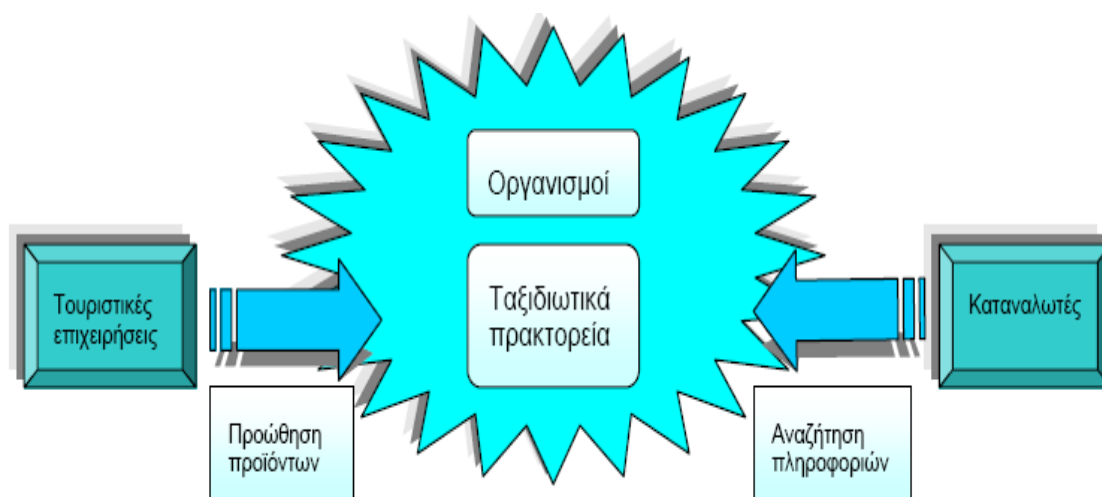 Οργανισμοί
Τουριστικές
επιχειρήσεις
Ταξιδιωτικά
πρακτορεία
Καταναλωτές
Προώθηση
προϊόντων
Αναζήτηση
πληροφοριών